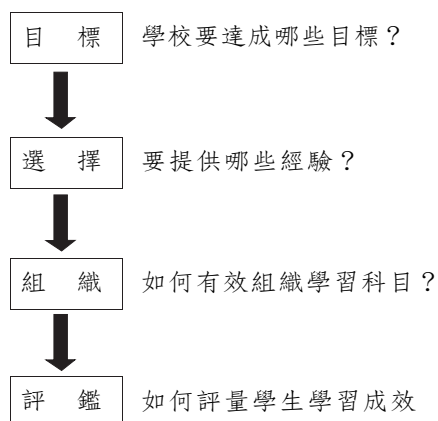 目　標 學校要達成哪些目標？
選　擇 要提供哪些經驗？
組　織 如何有效組織學習科目？
評　鑑 如何評量學生學習成效